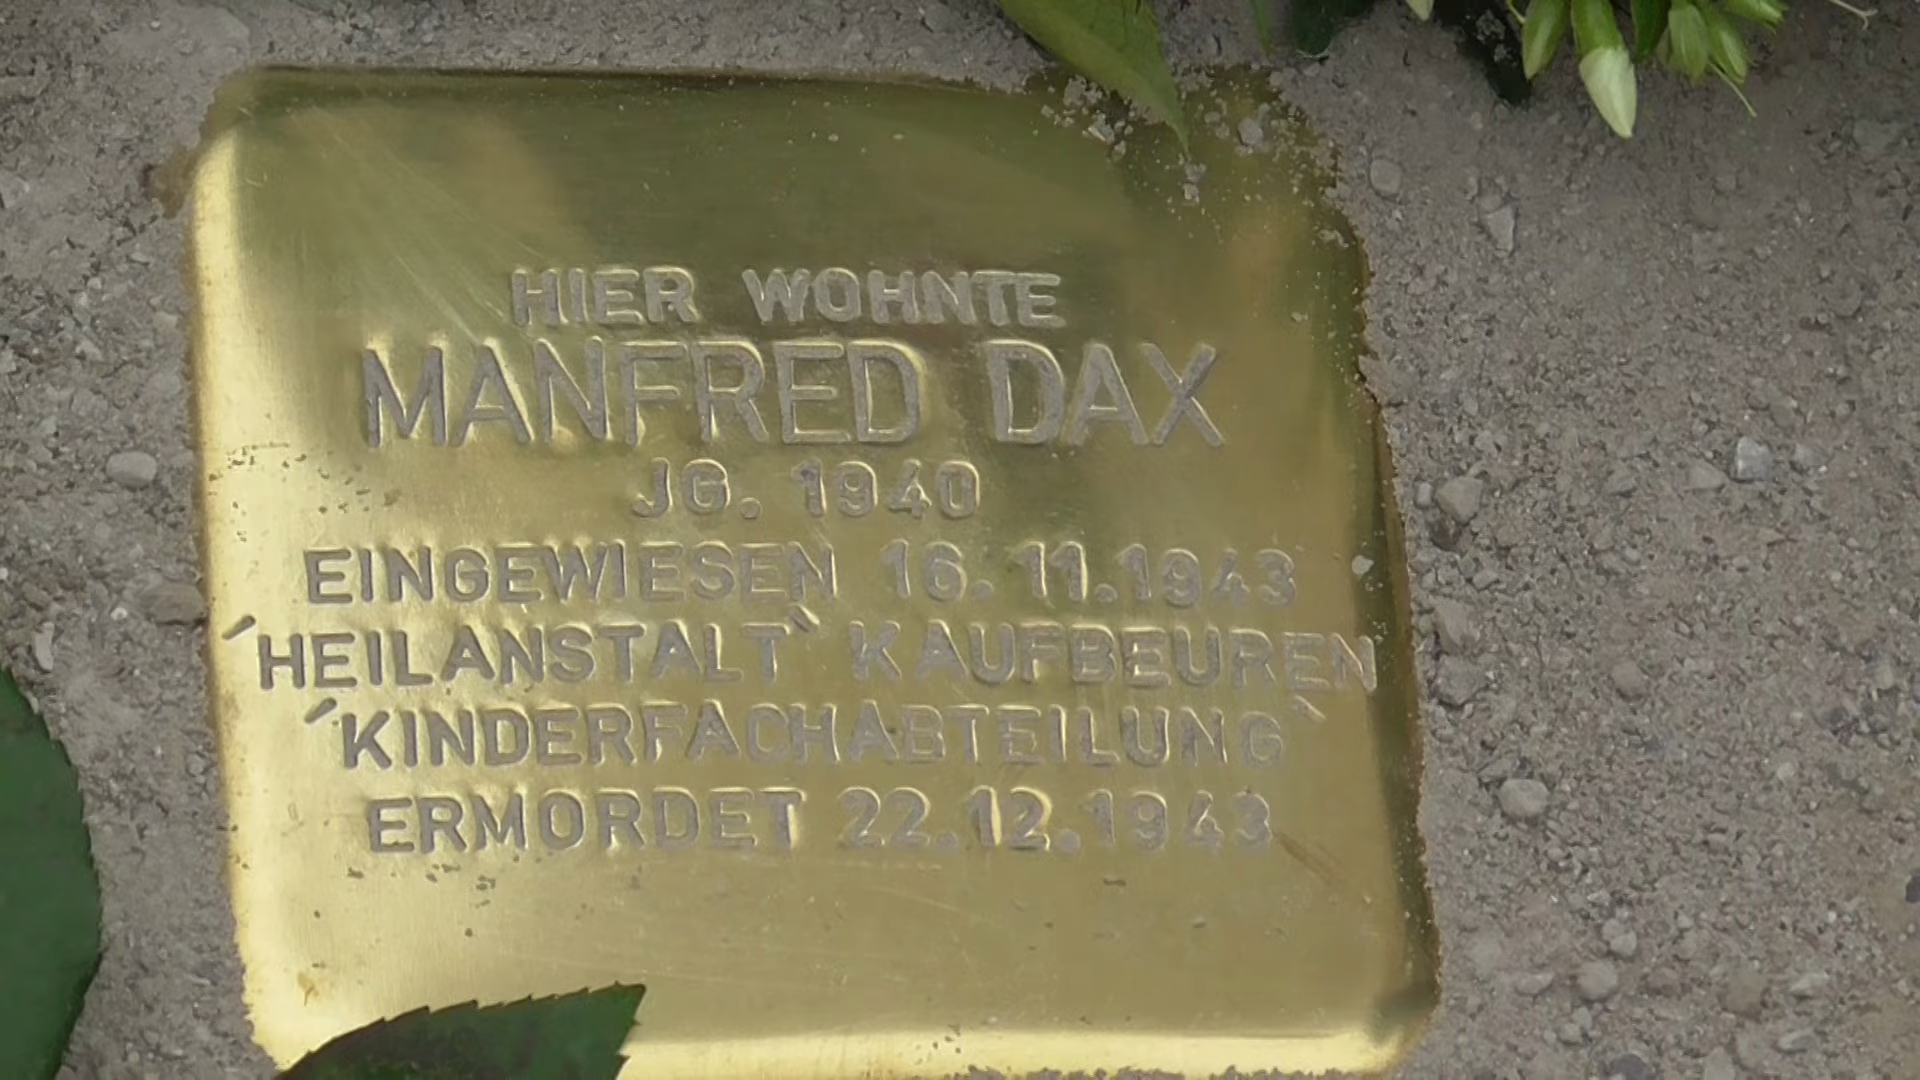 HIER WOHNTE
MANFRED DAX
JG. 1940
EINGEWIESEN 16.11.1943
´HEILANSTALT` KAUFBEUREN
´KINDERFACHABTEILUNG`
ERMORDET 22.12.1943